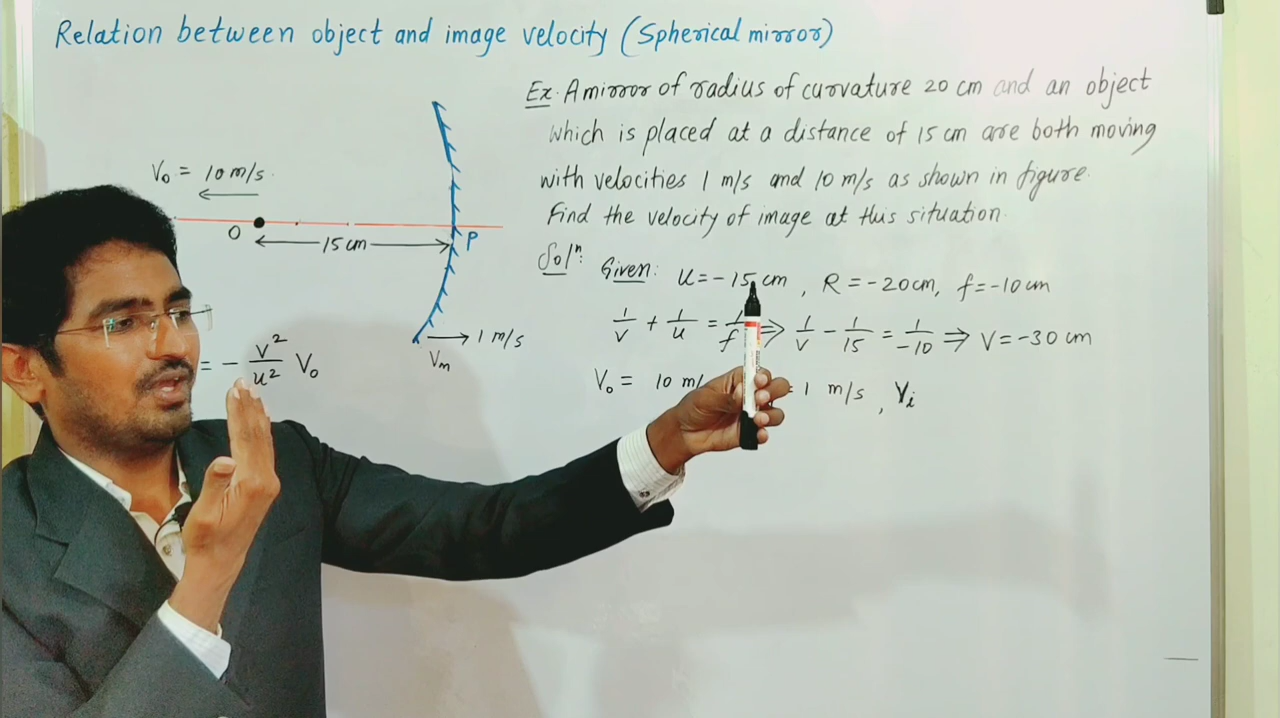 Relation between object and image velocity (Spherical mirror)
Ex. A mirror of radius of curvature 20 cm and an object
which is placed at a distance of 15 cm are both moving
with velocities 1 m/s and 10 m/s as shown in figure.
Find the velocity of image at this situation.
V₀ = 10 m/s.
O
15 cm
P
1 m/s
Vₘ
= - v²/u² V₀
Solⁿ: Given: u = -15 cm, R = -20 cm, f = -10 cm
1/v + 1/u = 1/f ⇒ 1/v - 1/15 = 1/-10 ⇒ V = -30 cm
V₀ = 10 m/ = 1 m/s, Vᵢ